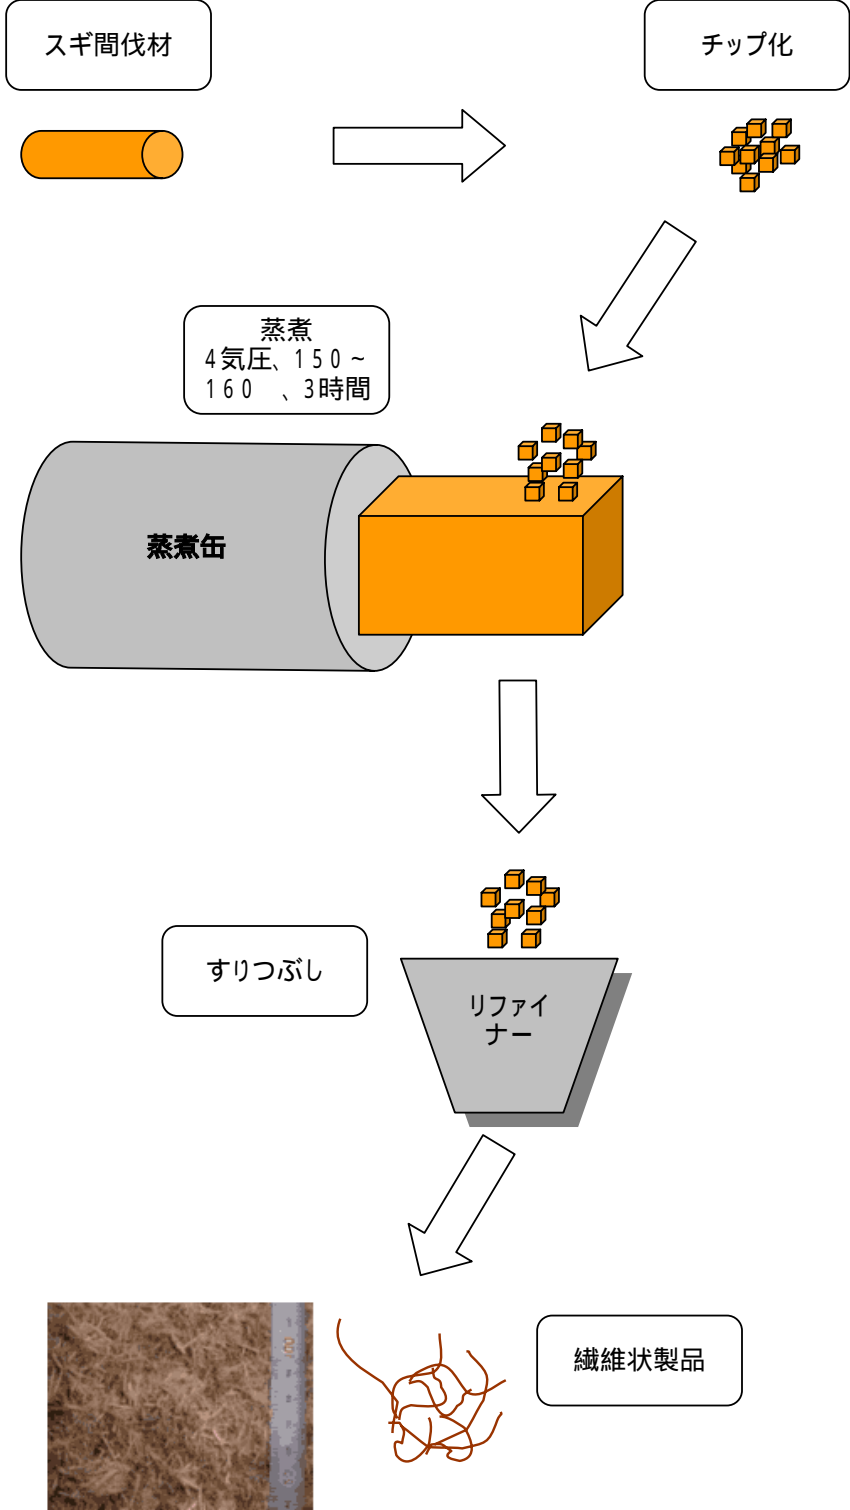 スギ間伐材
チップ化
蒸煮
4気圧、150~
160 、3時間
蒸煮缶
すりつぶし
リファイ
ナー
繊維状製品